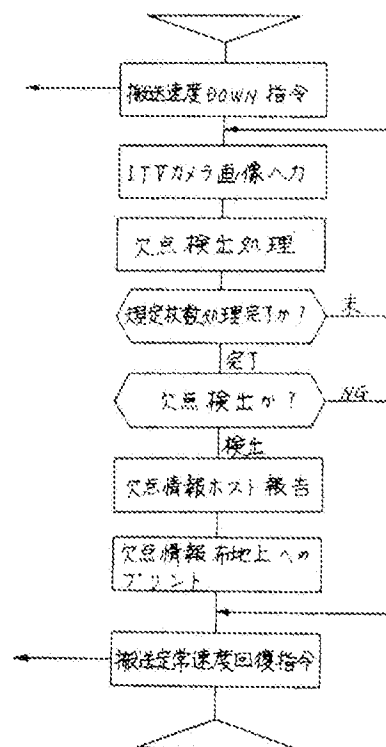 搬送速度DOWN指令
ITVカメラ画像入力
欠点検出処理
規定枚数処理完了か?
未
完了
欠点検出か?
NG
検出
欠点情報ホスト報告
欠点情報布地上への
プリント
搬送定常速度回復指令